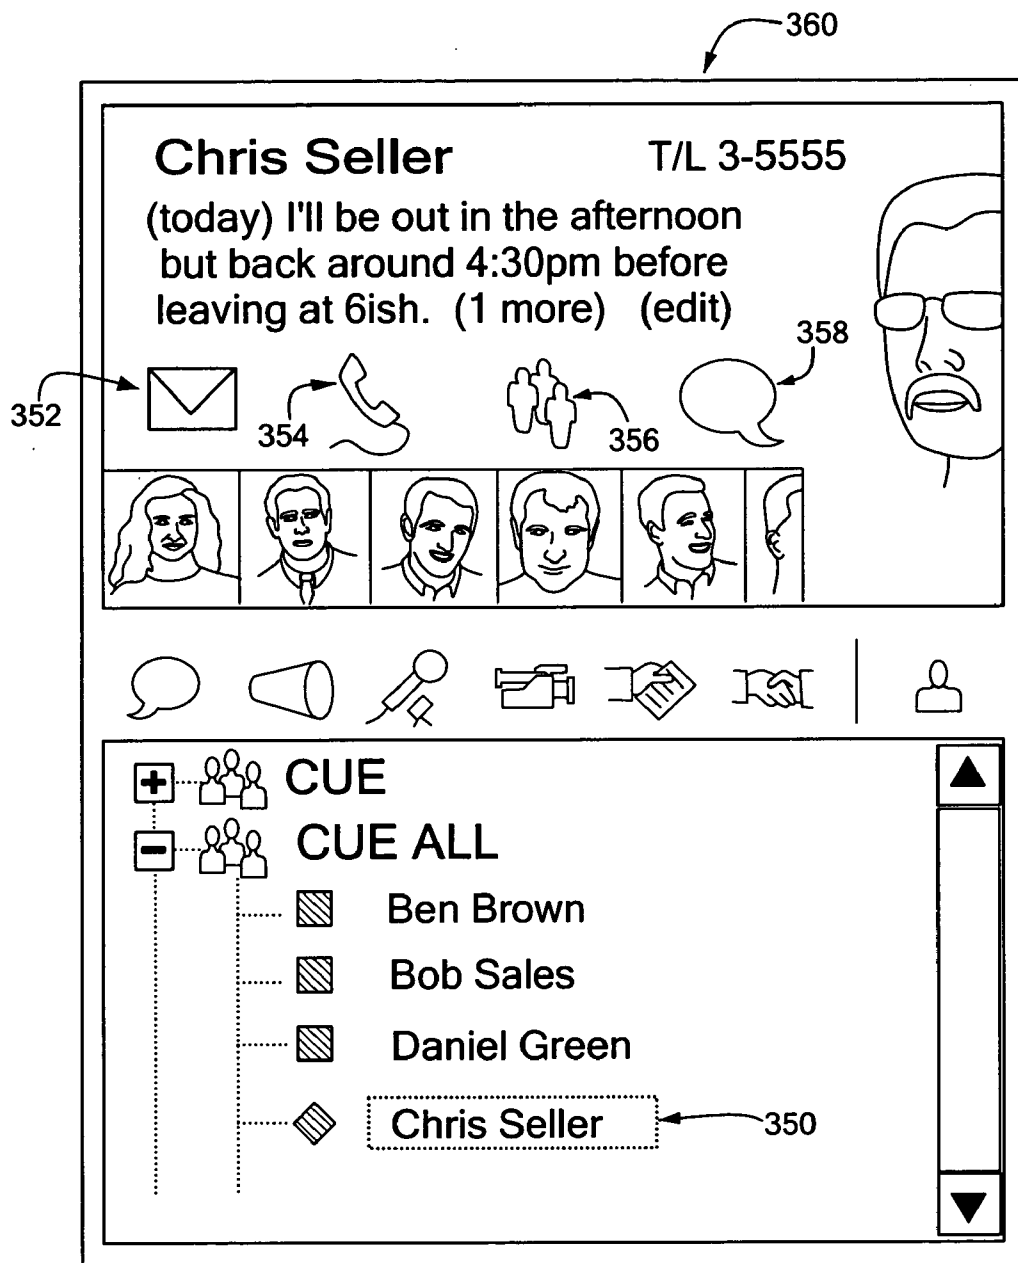 360
Chris Seller T/L 3-5555
(today) I'll be out in the afternoon
but back around 4:30pm before
leaving at 6ish. (1 more) (edit)
358
352
354
356
CUE
CUE ALL
Ben Brown
Bob Sales
Daniel Green
Chris Seller
350